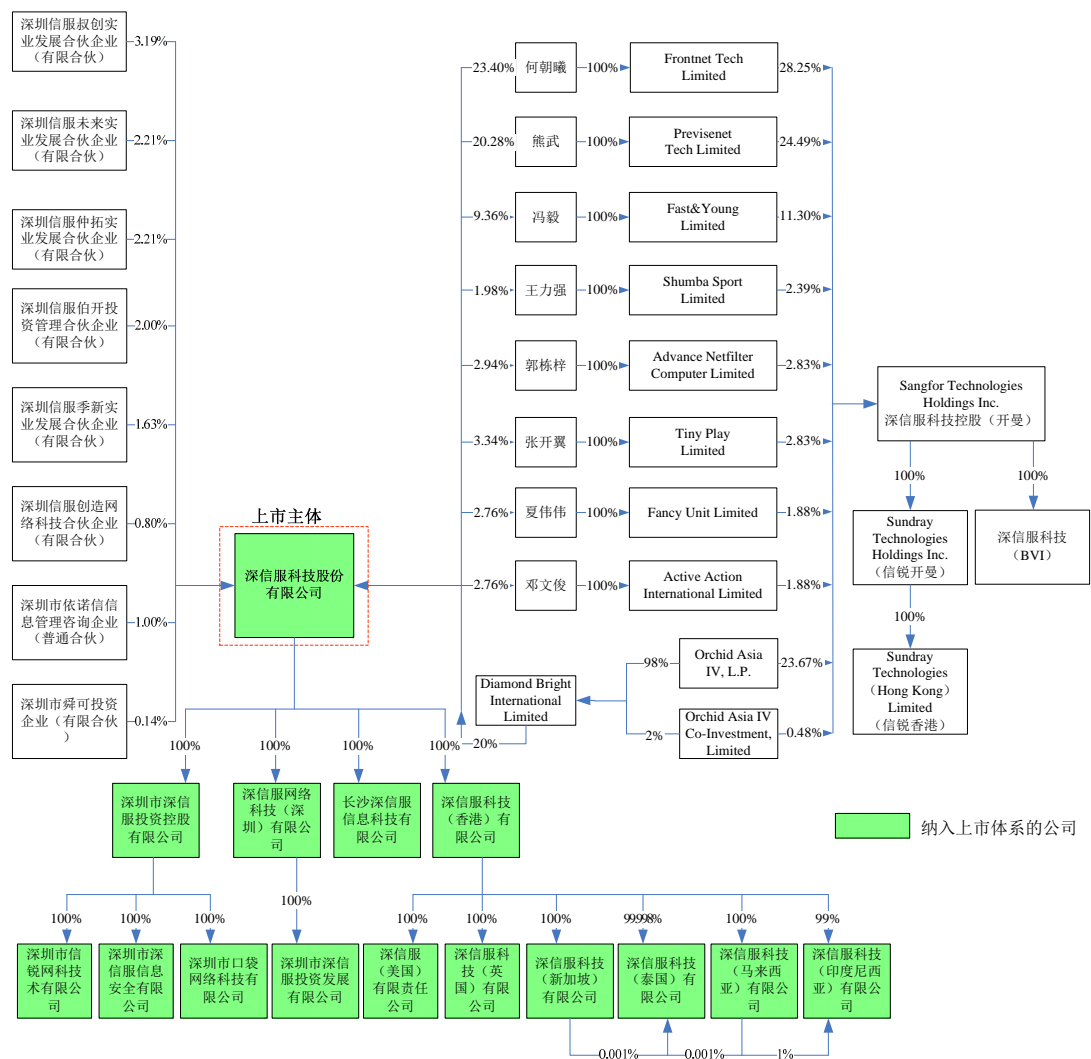 深圳信服叔创实
业发展合伙企业
（有限合伙）
3.19%
深圳信服未来实
业发展合伙企业
（有限合伙）
2.21%
深圳信服仲拓实
业发展合伙企业
（有限合伙）
2.21%
深圳信服伯开投
资管理合伙企业
（有限合伙）
2.00%
深圳信服季新实
业发展合伙企业
（有限合伙）
1.63%
深圳信服创造网
络科技合伙企业
（有限合伙）
0.80%
深圳市依诺信信
息管理咨询企业
（普通合伙）
1.00%
深圳市舜可投资
企业（有限合伙
）
0.14%
上市主体
深信服科技股份
有限公司
23.40%
何朝曦
100%
Frontnet Tech
Limited
28.25%
20.28%
熊武
100%
Previsenet
Tech Limited
24.49%
9.36%
冯毅
100%
Fast&Young
Limited
11.30%
1.98%
王力强
100%
Shumba Sport
Limited
2.39%
2.94%
郭栋梓
100%
Advance Netfilter
Computer Limited
2.83%
3.34%
张开翼
100%
Tiny Play
Limited
2.83%
2.76%
夏伟伟
100%
Fancy Unit Limited
1.88%
2.76%
邓文俊
100%
Active Action
International Limited
1.88%
20%
Diamond Bright
International
Limited
98%
Orchid Asia
IV, L.P.
23.67%
2%
Orchid Asia IV
Co-Investment,
Limited
0.48%
Sangfor Technologies
Holdings Inc.
深信服科技控股（开曼）
100%
100%
Sundray
Technologies
Holdings Inc.
（信锐开曼）
深信服科技
（BVI）
100%
Sundray
Technologies
（Hong Kong）
Limited
（信锐香港）
100%
100%
100%
100%
深圳市深信
服投资控股
有限公司
深信服网络
科技（深
圳）有限公
司
长沙深信服
信息科技有
限公司
深信服科技
（香港）有
限公司
纳入上市体系的公司
100%
100%
100%
100%
100%
100%
100%
99.998%
100%
99%
深圳市信
锐网科技
术有限公
司
深圳市深
信服信息
安全有限
公司
深圳市口袋
网络科技有
限公司
深圳市深信
服投资发展
有限公司
深信服
（美国）
有限责任
公司
深信服科
技（英
国）有限
公司
深信服科技
（新加坡）
有限公司
深信服科技
（泰国）有
限公司
深信服科技
（马来西
亚）有限公
司
深信服科技
（印度尼西
亚）有限公
司
0.001%
0.001%
1%